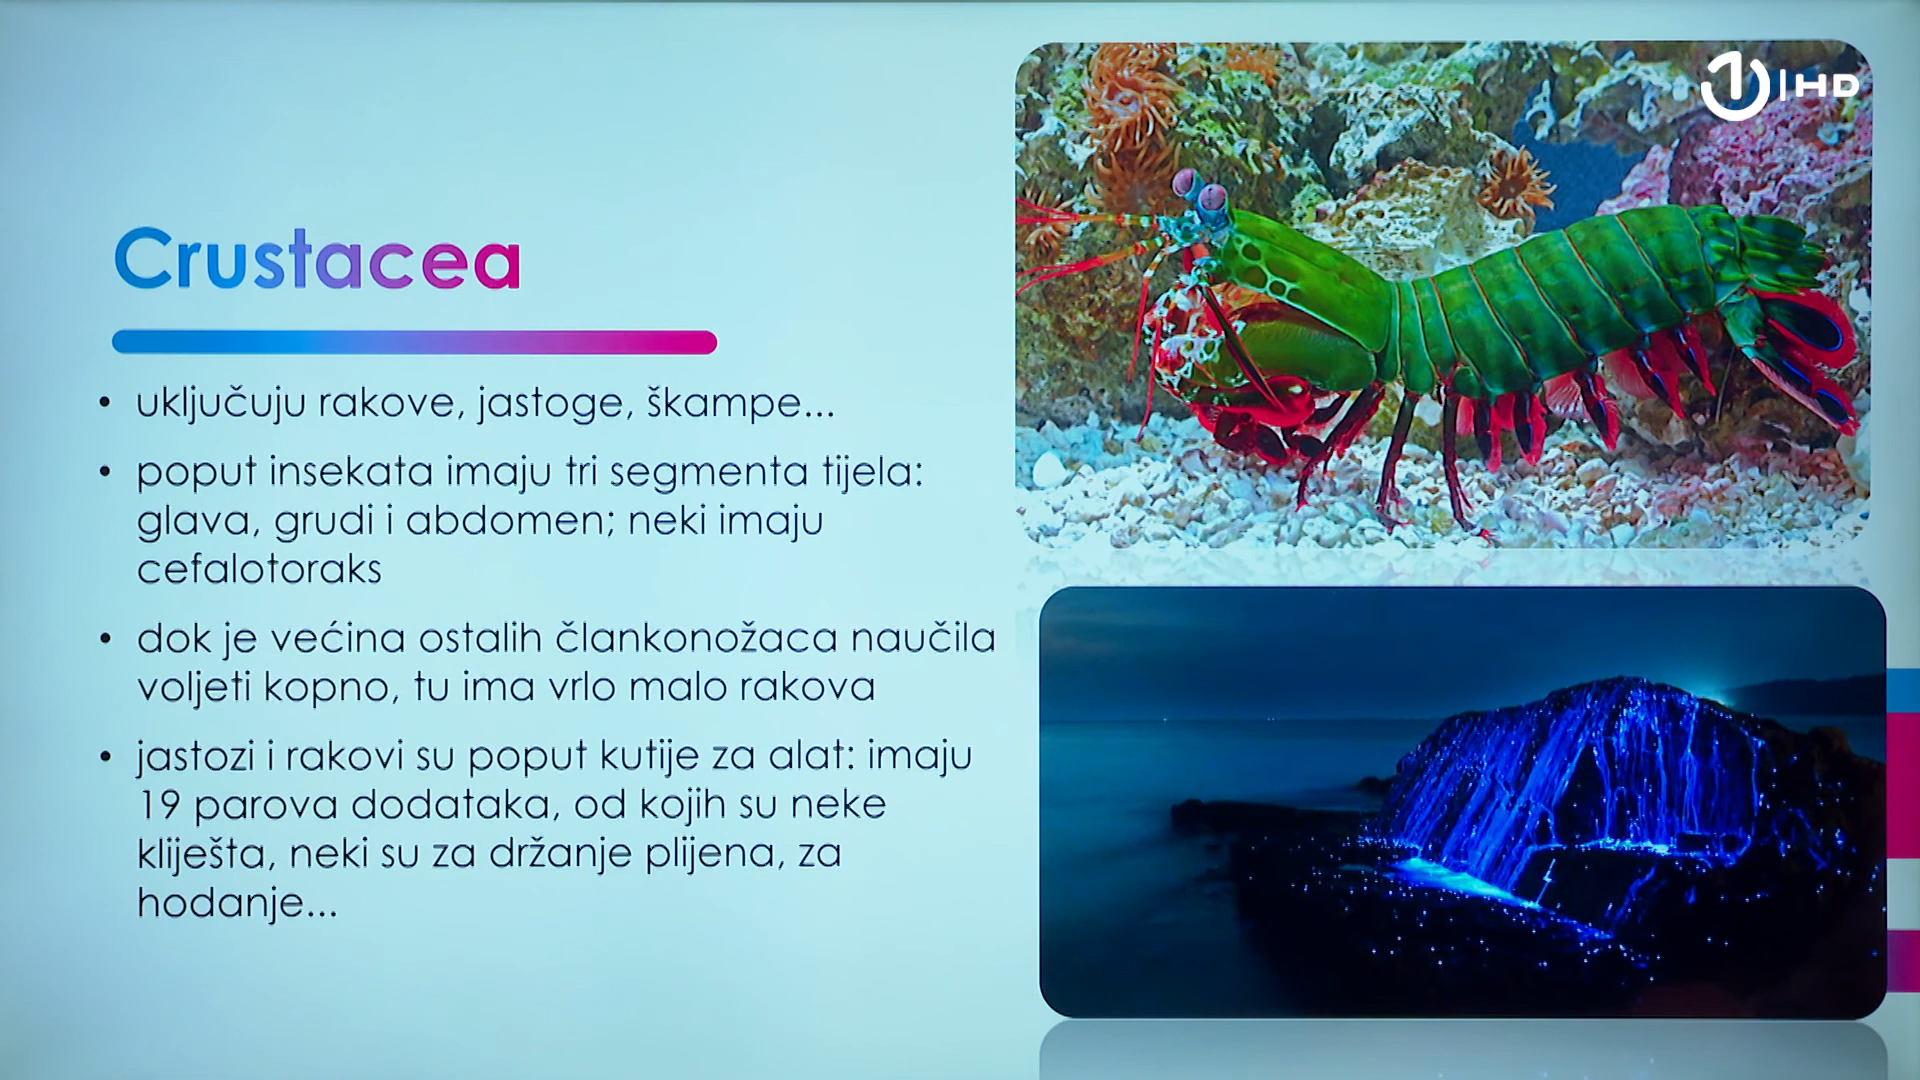 1|HD
Crustacea
• uključuju rakove, jastoge, škampe...
• poput insekata imaju tri segmenta tijela:
glava, grudi i abdomen; neki imaju
cefalotoraks
• dok je većina ostalih člankonožaca naučila
voljeti kopno, tu ima vrlo malo rakova
• jastozi i rakovi su poput kutije za alat: imaju
19 parova dodataka, od kojih su neke
kliješta, neki su za držanje plijena, za
hodanje...